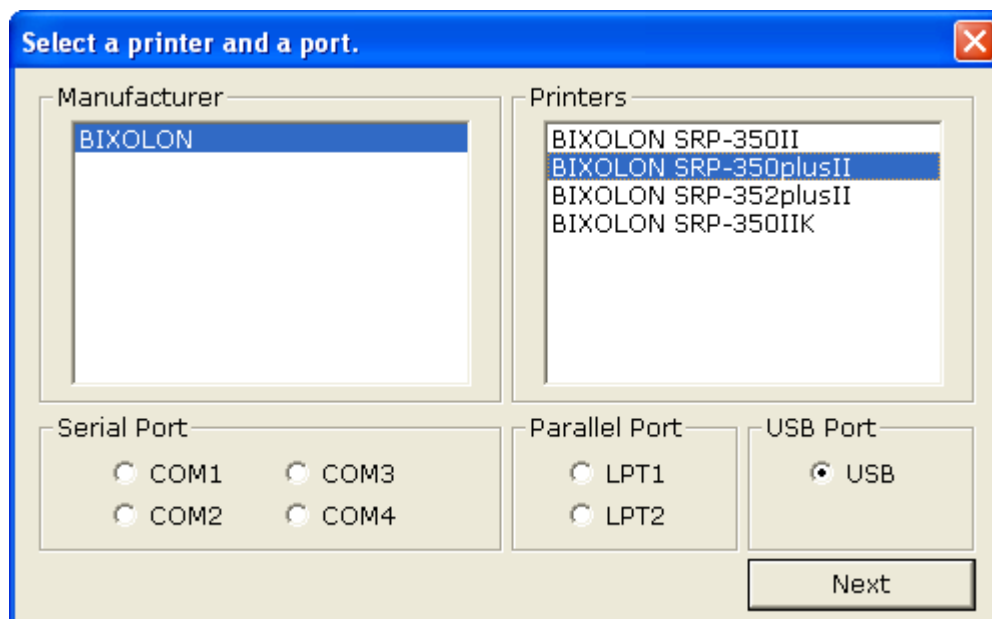 Select a printer and a port.
Manufacturer
BIXOLON
Printers
BIXOLON SRP-350II
BIXOLON SRP-350plusII
BIXOLON SRP-352plusII
BIXOLON SRP-350IIK
Serial Port
COM1 COM3
COM2 COM4
Parallel Port
LPT1
LPT2
USB Port
USB
Next